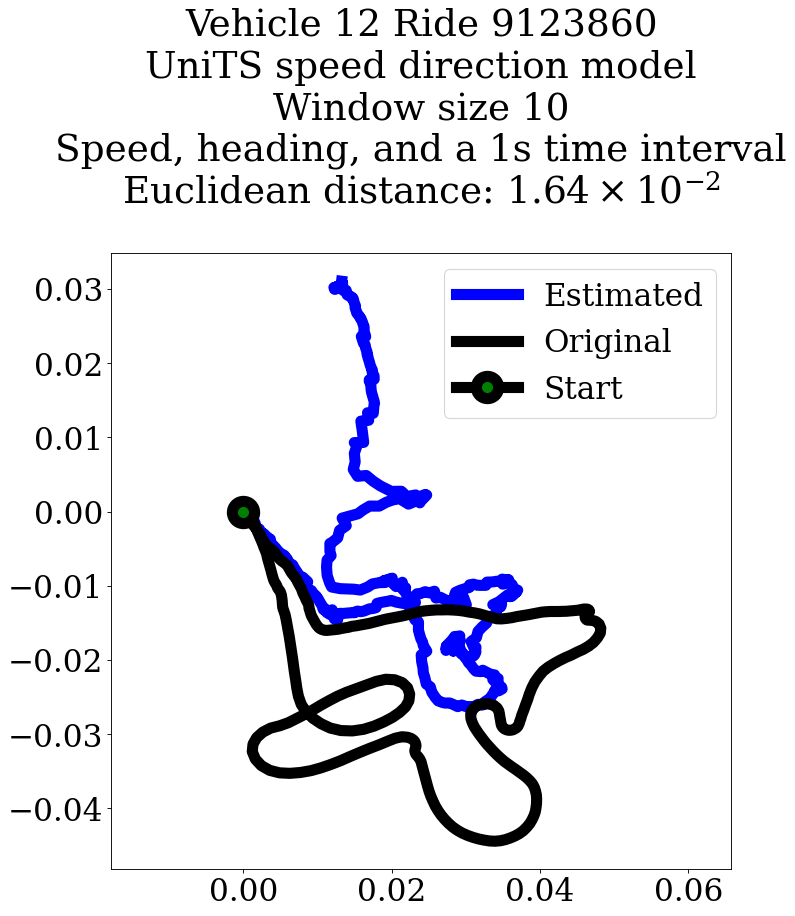 Vehicle 12 Ride 9123860
UniTS speed direction model
Window size 10
Speed, heading, and a 1s time interval
Euclidean distance: 1.64 × 10⁻²
Estimated
Original
Start
0.03
0.02
0.01
0.00
−0.01
−0.02
−0.03
−0.04
0.00
0.02
0.04
0.06